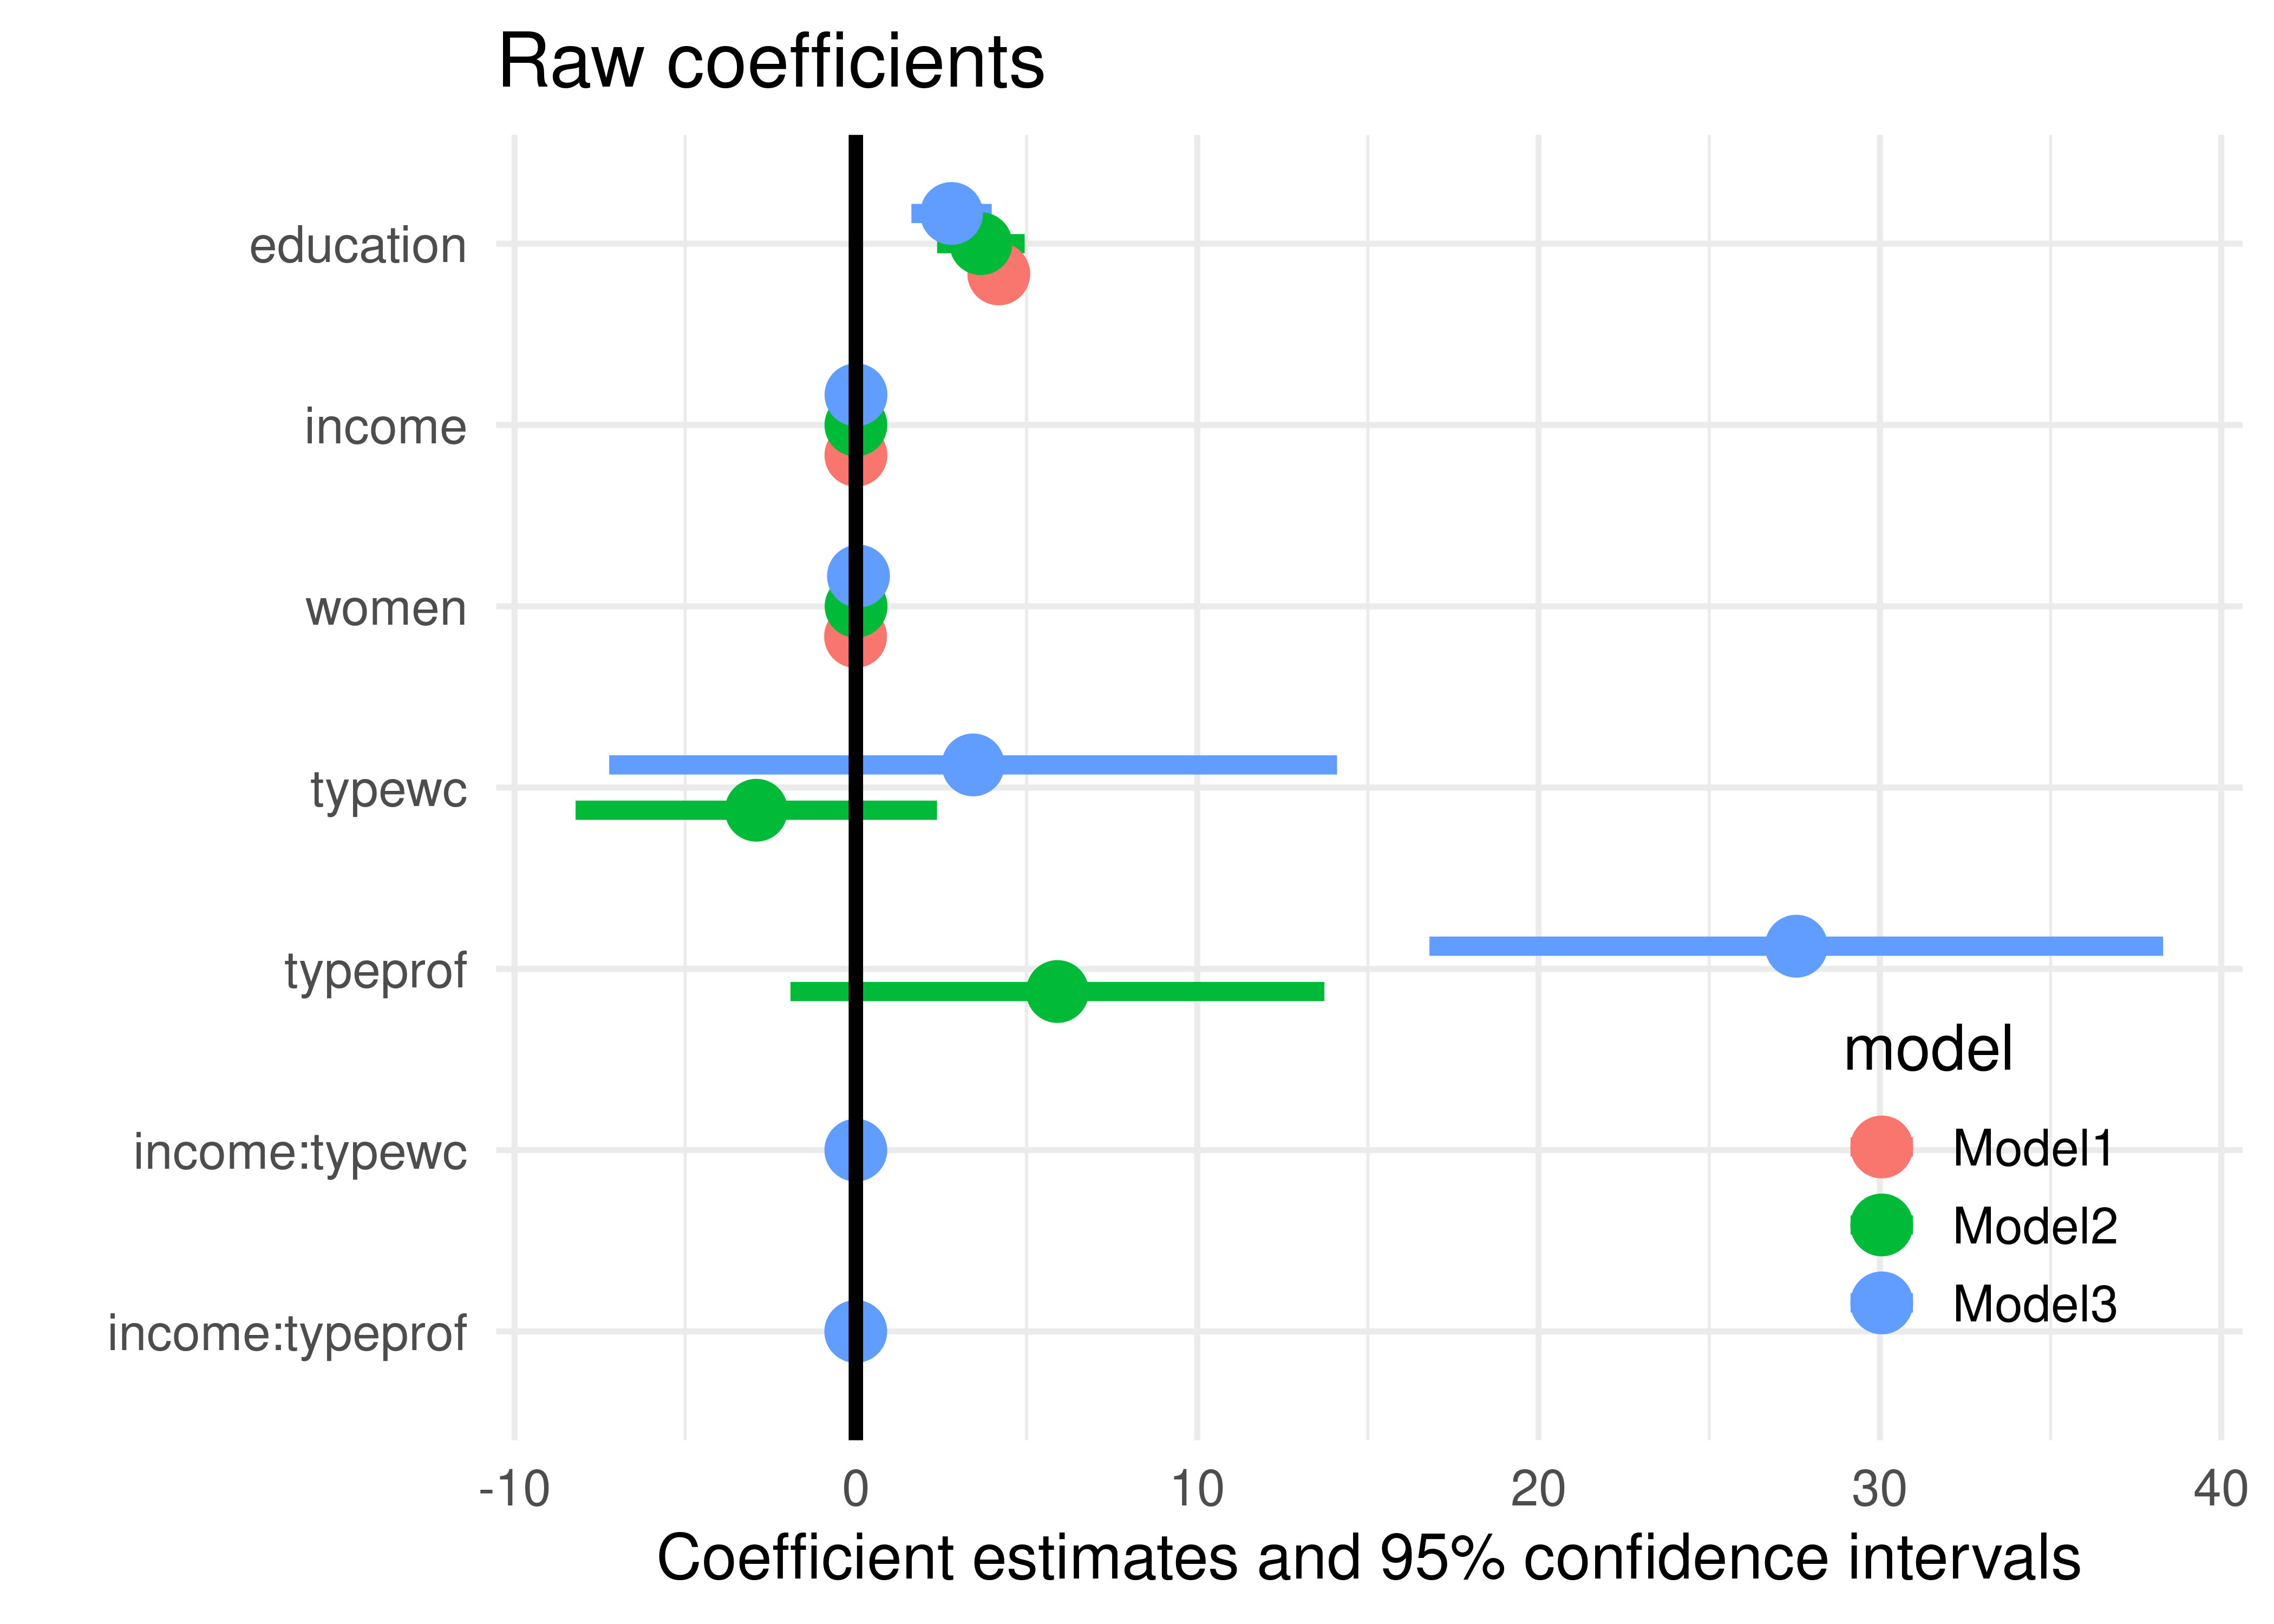 Raw coefficients
education
income
women
typewc
typeprof
income:typewc
income:typeprof
model
Model1
Model2
Model3
-10 0 10 20 30 40
Coefficient estimates and 95% confidence intervals